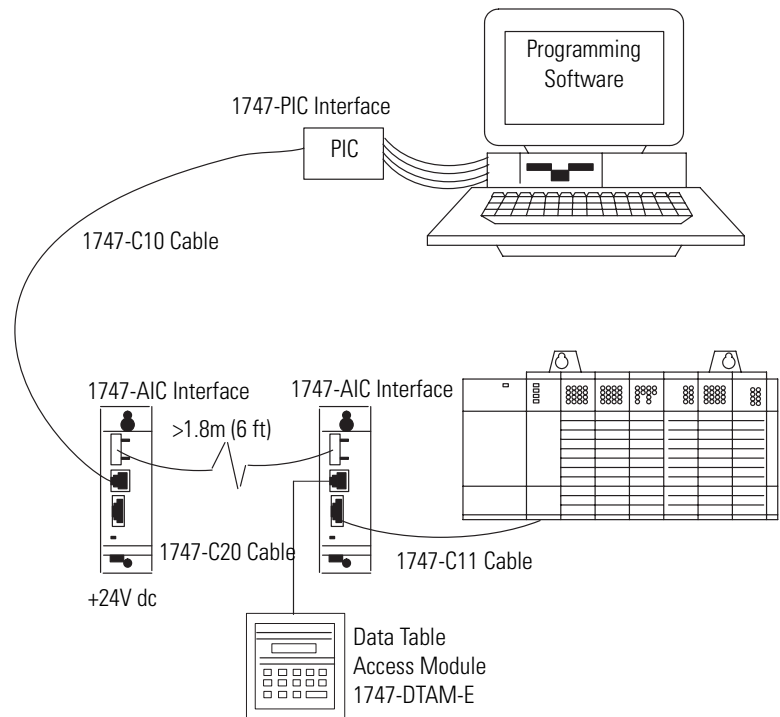 Programming
Software
1747-PIC Interface
PIC
1747-C10 Cable
1747-AIC Interface
1747-AIC Interface
>1.8m (6 ft)
1747-C20 Cable
1747-C11 Cable
+24V dc
Data Table
Access Module
1747-DTAM-E